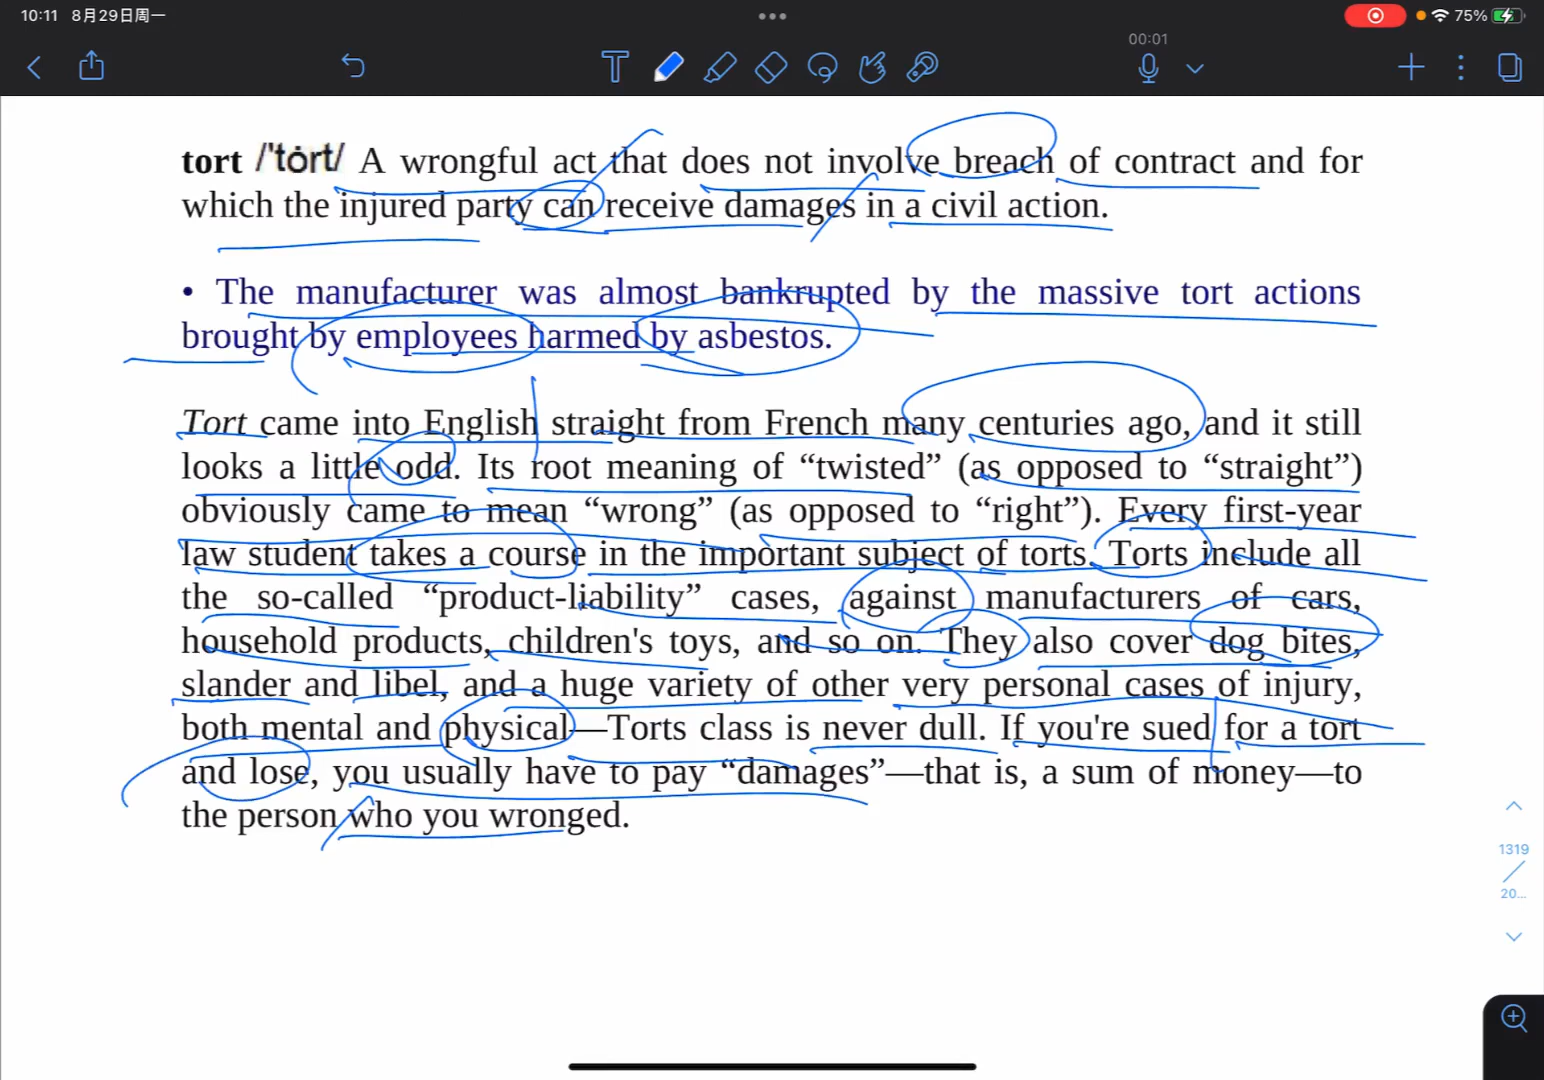 10:11 8月29日周一
75%
00:01
tort /ˈtȯrt/ A wrongful act that does not involve breach of contract and for
which the injured party can receive damages in a civil action.
• The manufacturer was almost bankrupted by the massive tort actions
brought by employees harmed by asbestos.
Tort came into English straight from French many centuries ago, and it still
looks a little odd. Its root meaning of “twisted” (as opposed to “straight”)
obviously came to mean “wrong” (as opposed to “right”). Every first-year
law student takes a course in the important subject of torts. Torts include all
the so-called “product-liability” cases, against manufacturers of cars,
household products, children's toys, and so on. They also cover dog bites,
slander and libel, and a huge variety of other very personal cases of injury,
both mental and physical—Torts class is never dull. If you're sued for a tort
and lose, you usually have to pay “damages”—that is, a sum of money—to
the person who you wronged.
1319
20...